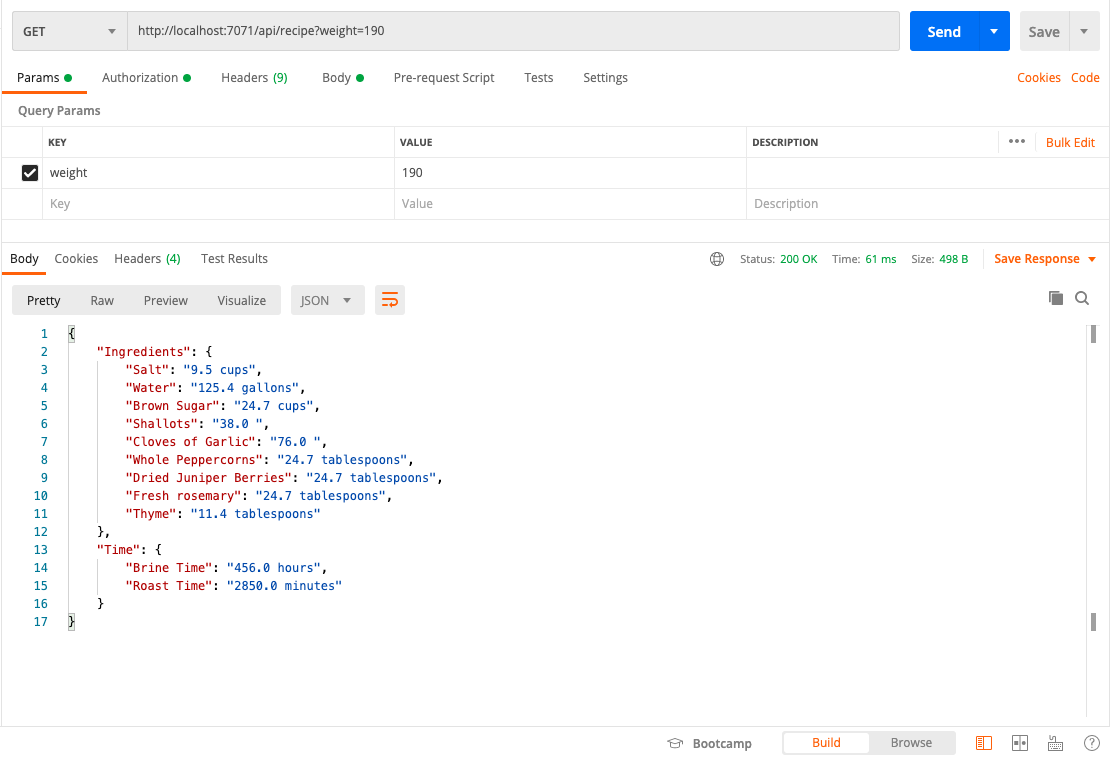 GET http://localhost:7071/api/recipe?weight=190 Send Save
Params Authorization Headers (9) Body Pre-request Script Tests Settings Cookies Code
Query Params
KEY VALUE DESCRIPTION ••• Bulk Edit
weight 190
Key Value Description
Body Cookies Headers (4) Test Results Status: 200 OK Time: 61 ms Size: 498 B Save Response
Pretty Raw Preview Visualize JSON
1 {
2 "Ingredients": {
3 "Salt": "9.5 cups",
4 "Water": "125.4 gallons",
5 "Brown Sugar": "24.7 cups",
6 "Shallots": "38.0 ",
7 "Cloves of Garlic": "76.0 ",
8 "Whole Peppercorns": "24.7 tablespoons",
9 "Dried Juniper Berries": "24.7 tablespoons",
10 "Fresh rosemary": "24.7 tablespoons",
11 "Thyme": "11.4 tablespoons"
12 },
13 "Time": {
14 "Brine Time": "456.0 hours",
15 "Roast Time": "2850.0 minutes"
16 }
17 }
Bootcamp Build Browse ?